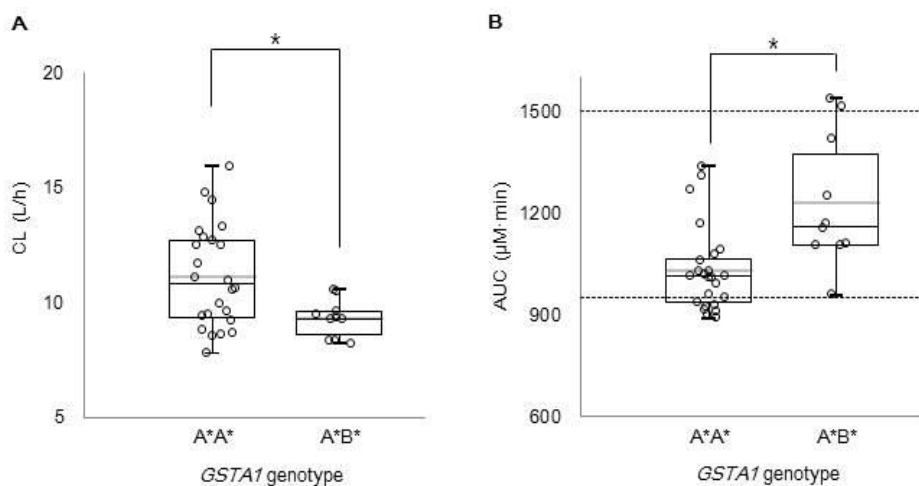 A
*
20
15
10
5
CL (L/h)
A*A*
A*B*
GSTA1 genotype
B
*
1500
1200
900
600
AUC (µM·min)
A*A*
A*B*
GSTA1 genotype